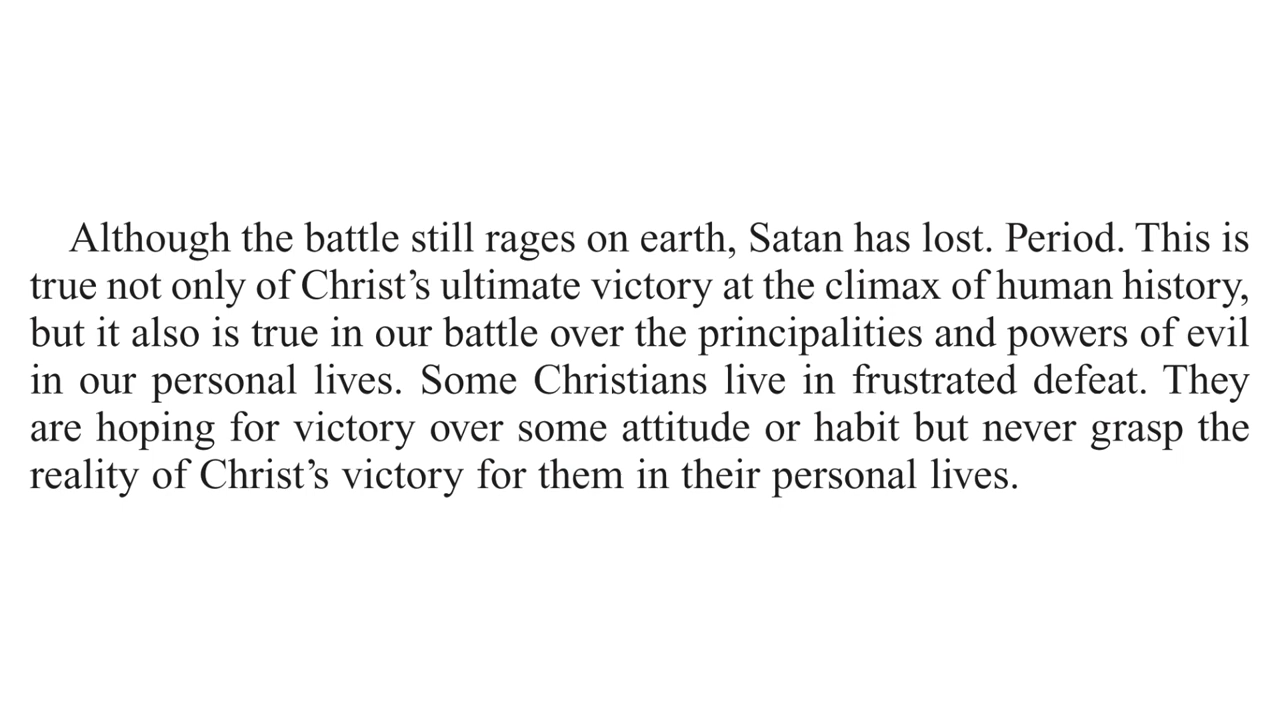 Although the battle still rages on earth, Satan has lost. Period. This is
true not only of Christ’s ultimate victory at the climax of human history,
but it also is true in our battle over the principalities and powers of evil
in our personal lives. Some Christians live in frustrated defeat. They
are hoping for victory over some attitude or habit but never grasp the
reality of Christ’s victory for them in their personal lives.